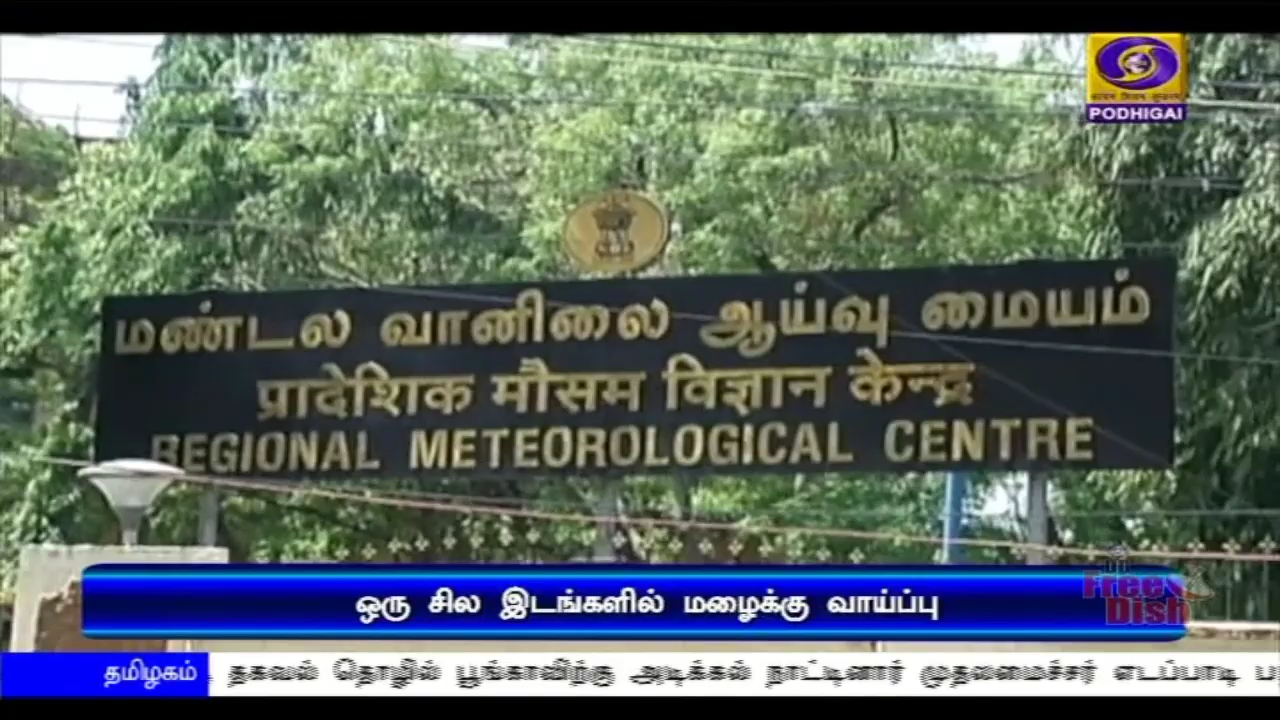 PODHIGAI
மண்டல வானிலை ஆய்வு மையம்
प्रादेशिक मौसम विज्ञान केन्द्र
REGIONAL METEOROLOGICAL CENTRE
Free Dish
ஒரு சில இடங்களில் மழைக்கு வாய்ப்பு
தமிழகம்
தகவல் தொழில் பூங்காவிற்கு அடிக்கல் நாட்டினார் முதலமைச்சர் எடப்பாடி